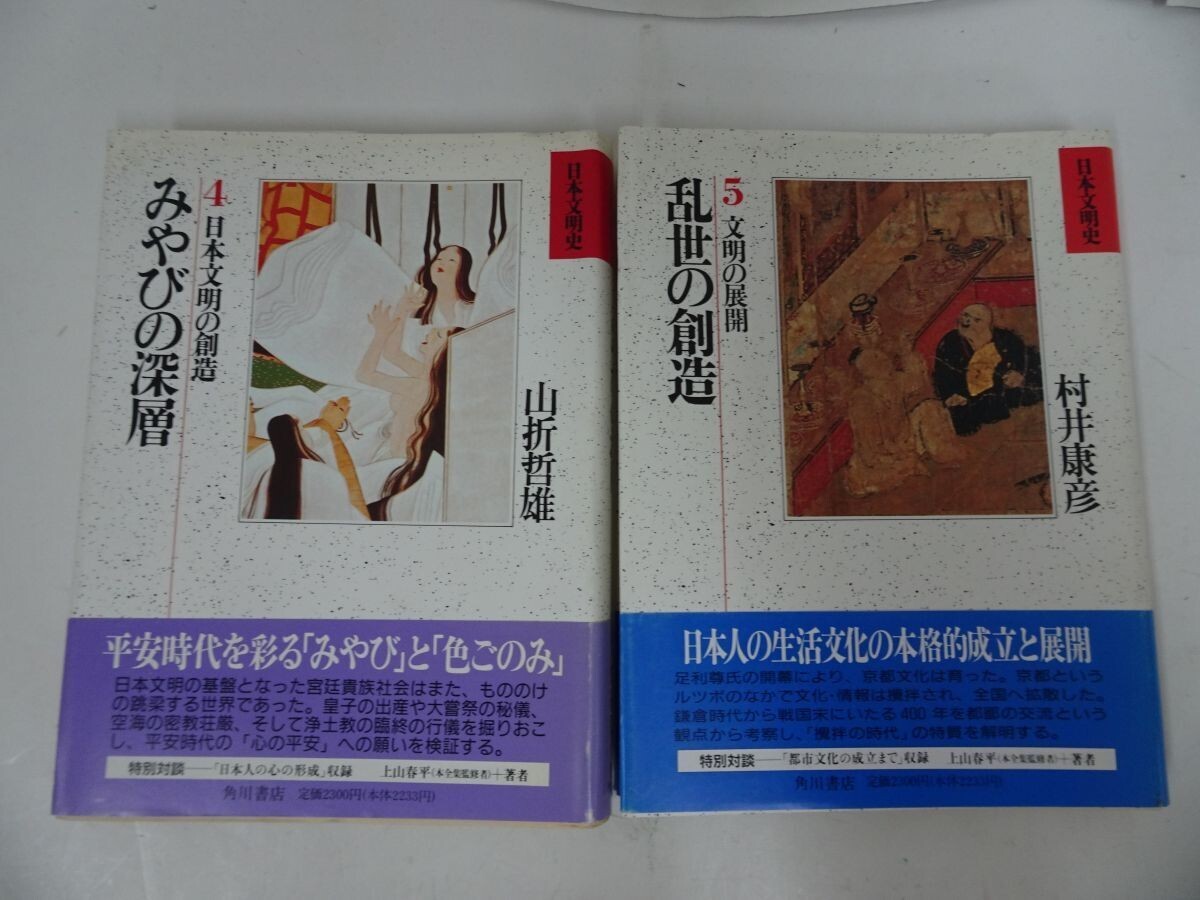 日本文明史
4 日本文明の創造
みやびの深層
山折哲雄
平安時代を彩る「みやび」と「色ごのみ」
日本文明の基盤となった宮廷貴族社会はまた、もののけ
の跳梁する世界であった。皇子の出産や大嘗祭の秘儀、
空海の密教荘厳、そして浄土教の臨終の行儀を掘りおこ
し、平安時代の「心の平安」への願いを検証する。
特別対談──「日本人の心の形成」収録 上山春平(本全集監修者)+著者
角川書店 定価2300円(本体2233円)
日本文明史
5 文明の展開
乱世の創造
村井康彦
日本人の生活文化の本格的成立と展開
足利尊氏の開幕により、京都文化は育った。京都という
ルツボのなかで文化・情報は攪拌され、全国へ拡散した。
鎌倉時代から戦国末にいたる400年を都鄙の交流という
観点から考察し、「攪拌の時代」の特質を解明する。
特別対談──「都市文化の成立まで」収録 上山春平(本全集監修者)+著者
角川書店 定価2300円(本体2233円)